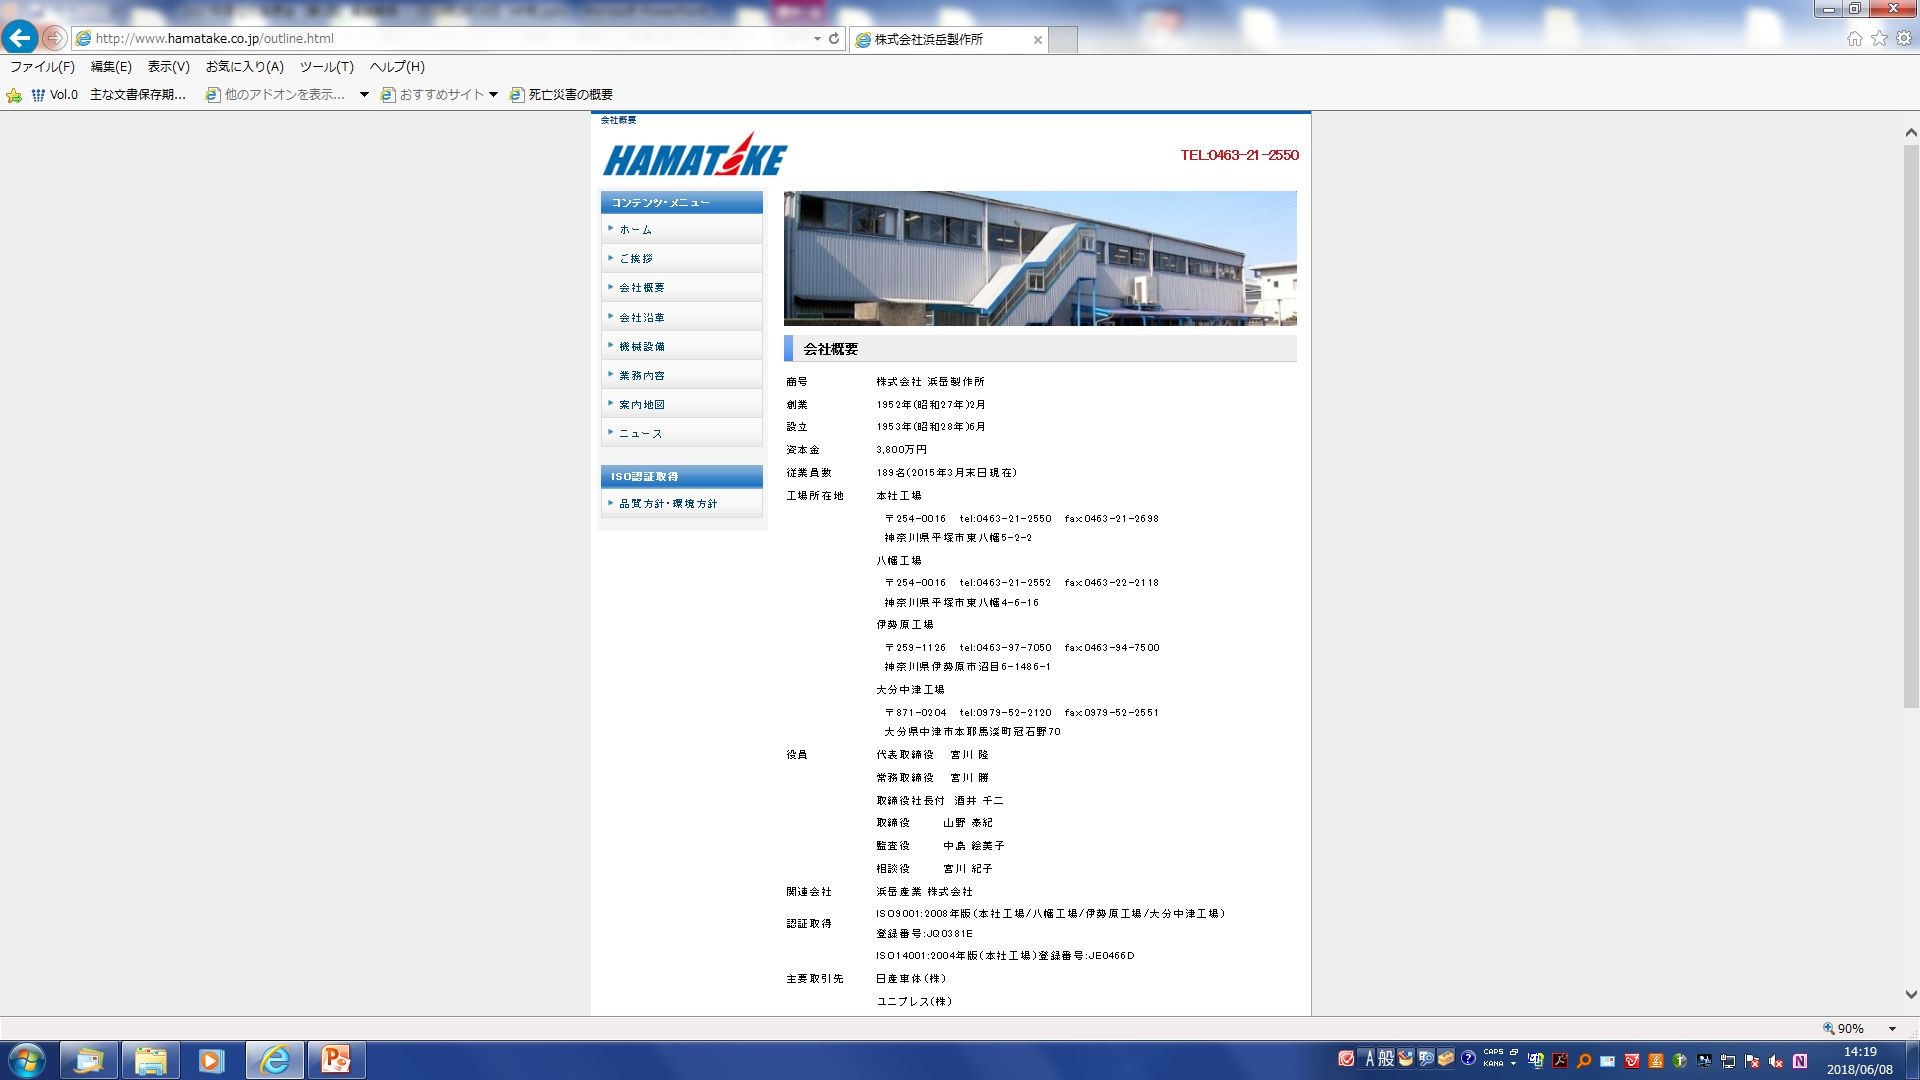 http://www.hamatake.co.jp/outline.html
株式会社浜岳製作所
ファイル(F) 編集(E) 表示(V) お気に入り(A) ツール(T) ヘルプ(H)
Vol.0 主な文書保存期... 他のアドオンを表示... おすすめサイト 死亡災害の概要
会社概要
HAMATAKE
TEL:0463-21-2550
コンテンツ・メニュー
ホーム
ご挨拶
会社概要
会社沿革
機械設備
業務内容
案内地図
ニュース
ISO認証取得
品質方針・環境方針
会社概要
商号 株式会社 浜岳製作所
創業 1952年(昭和27年)2月
設立 1953年(昭和28年)6月
資本金 3,800万円
従業員数 189名(2015年3月末日現在)
工場所在地 本社工場
〒254-0016 tel:0463-21-2550 fax:0463-21-2698
神奈川県平塚市東八幡5-2-2
八幡工場
〒254-0016 tel:0463-21-2552 fax:0463-22-2118
神奈川県平塚市東八幡4-6-16
伊勢原工場
〒259-1126 tel:0463-97-7050 fax:0463-94-7500
神奈川県伊勢原市沼目6-1486-1
大分中津工場
〒871-0204 tel:0979-52-2120 fax:0979-52-2551
大分県中津市本耶馬渓町冠石野70
役員 代表取締役 宮川 隆
常務取締役 宮川 勝
取締役社長付 酒井 千二
取締役 山野 泰紀
監査役 中島 絵美子
相談役 宮川 紀子
関連会社 浜岳産業 株式会社
認証取得 ISO9001:2008年版(本社工場/八幡工場/伊勢原工場/大分中津工場)
登録番号:JQ0381E
ISO14001:2004年版(本社工場)登録番号:JE0466D
主要取引先 日産車体(株)
ユニプレス(株)
90%
A 般 CAPS KANA
14:19
2018/06/08